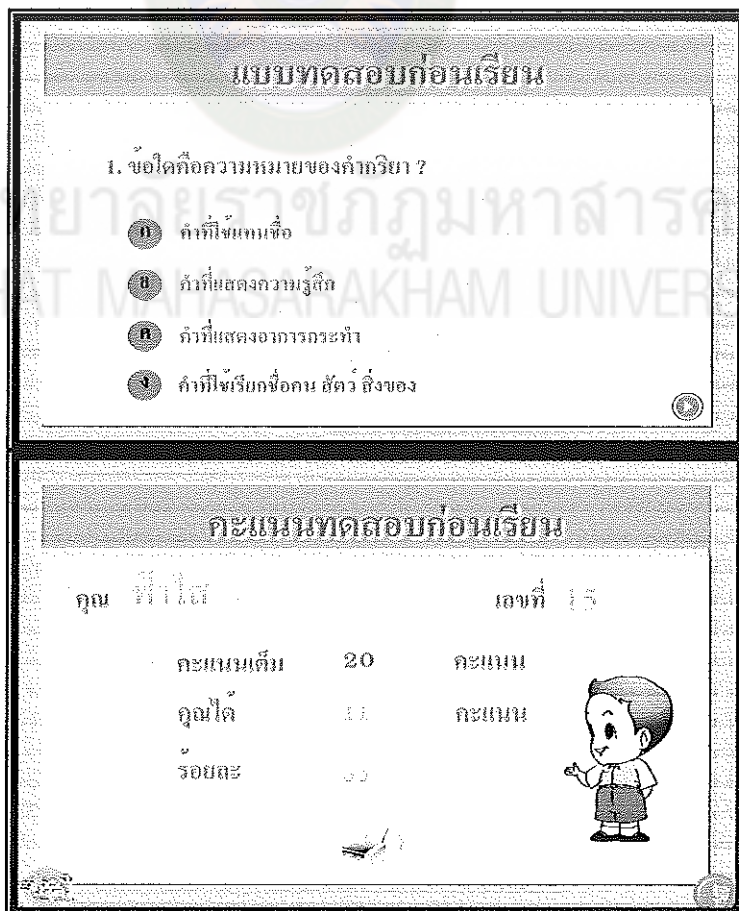 แบบทดสอบก่อนเรียน
1. ข้อใดคือความหมายของคำกริยา ?
ก คำที่ใช้แทนชื่อ
ข คำที่แสดงความรู้สึก
ค คำที่แสดงอาการกระทำ
ง คำที่ใช้เรียกชื่อคน สัตว์ สิ่งของ
คะแนนทดสอบก่อนเรียน
คุณ ฟ้าใส เลขที่ 15
คะแนนเต็ม 20 คะแนน
คุณได้ 11 คะแนน
ร้อยละ